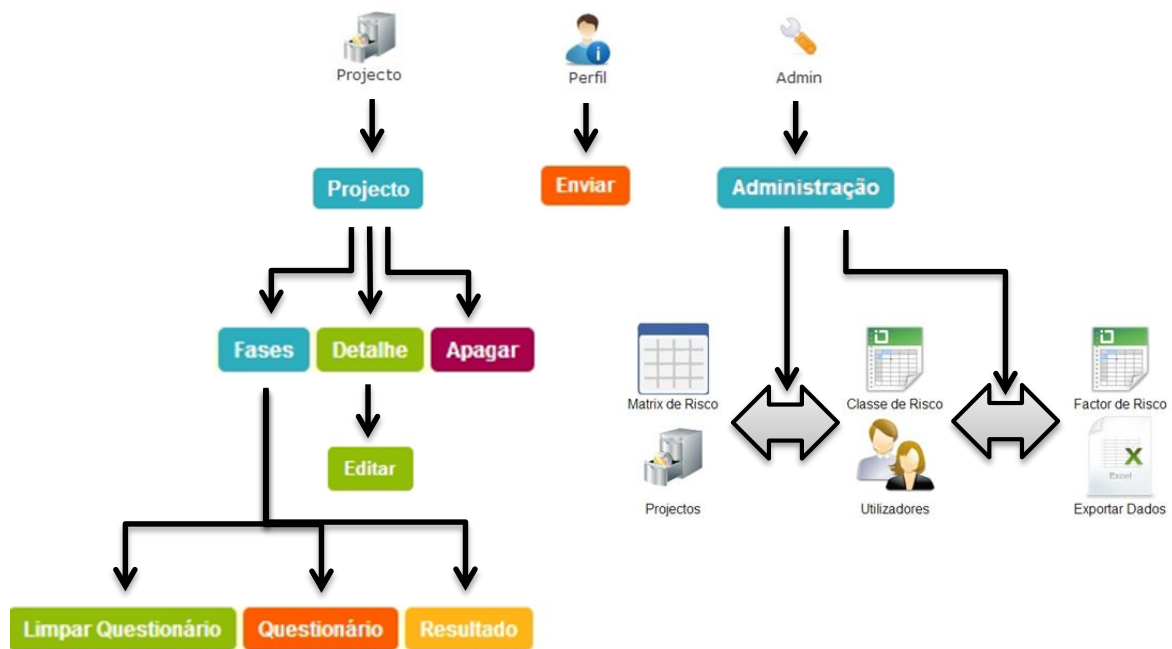 Projecto
Perfil
Admin
Projecto
Enviar
Administração
Fases
Detalhe
Apagar
Matrix de Risco
Classe de Risco
Factor de Risco
Editar
Excel
Projectos
Utilizadores
Exportar Dados
Limpar Questionário
Questionário
Resultado